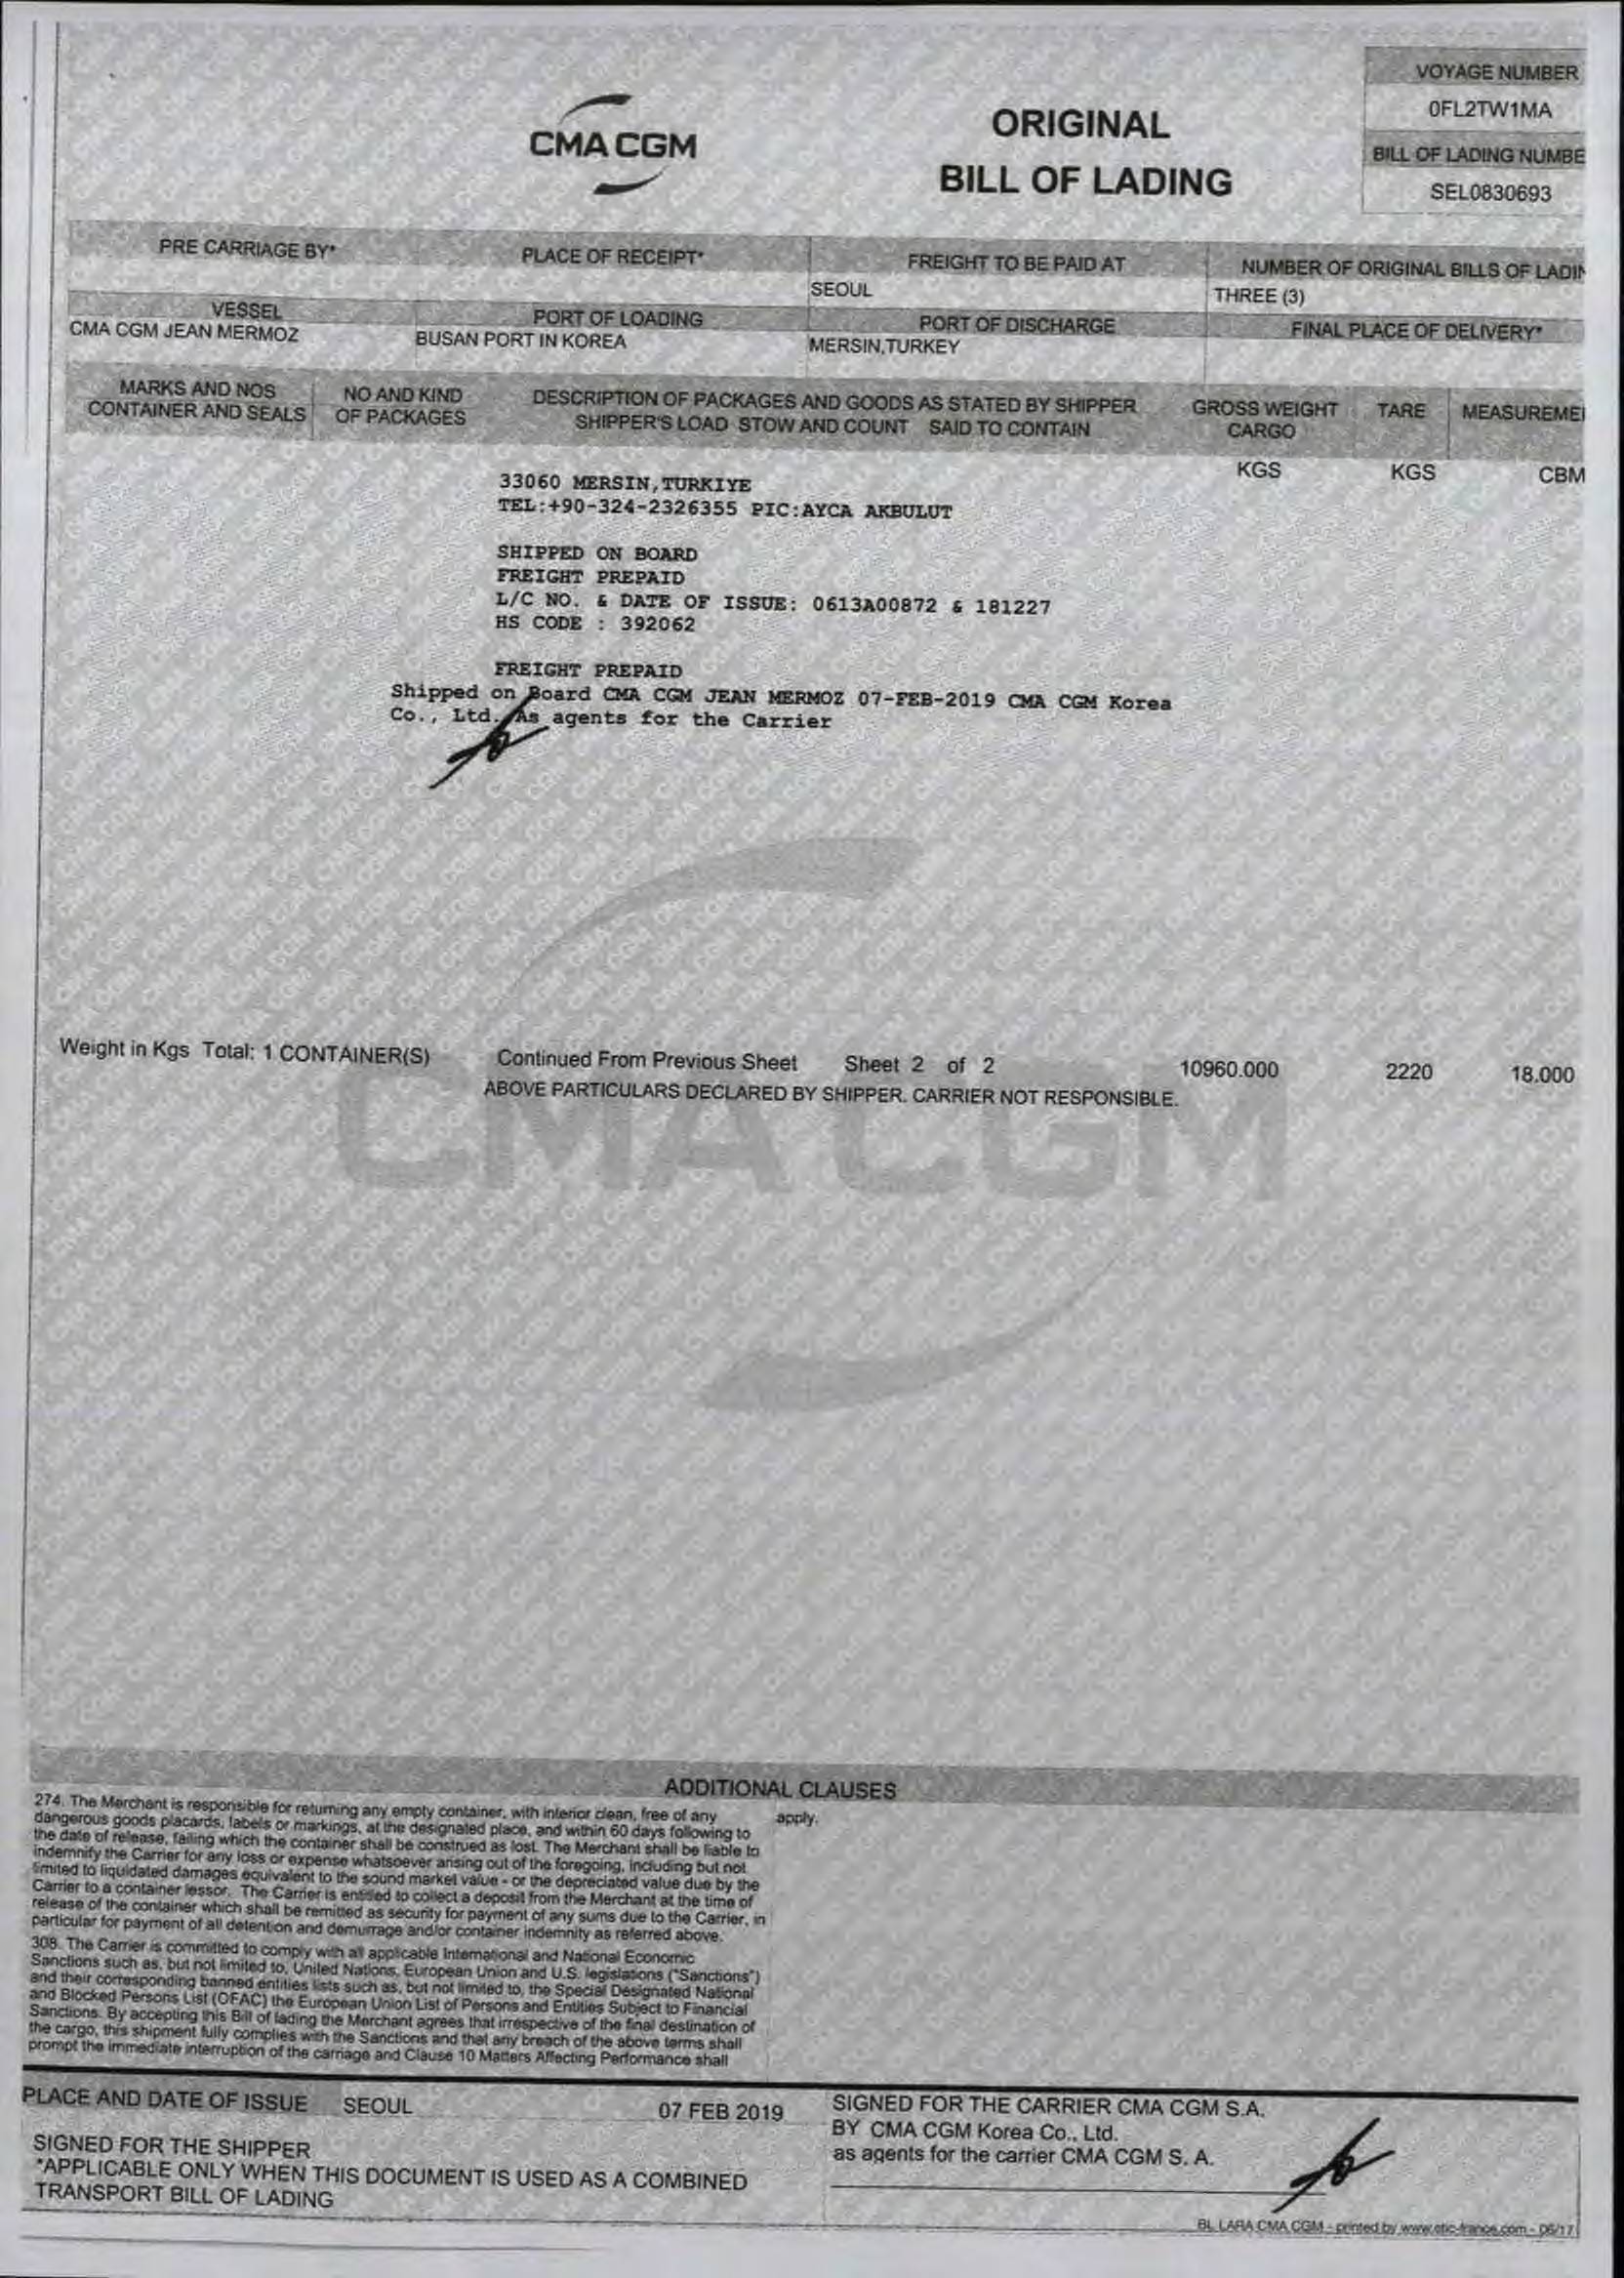 VOYAGE NUMBER
0FL2TW1MA
BILL OF LADING NUMBE
SEL0830693
CMA CGM
ORIGINAL
BILL OF LADING
PRE CARRIAGE BY*
PLACE OF RECEIPT*
FREIGHT TO BE PAID AT
NUMBER OF ORIGINAL BILLS OF LADIN
SEOUL
THREE (3)
VESSEL
PORT OF LOADING
PORT OF DISCHARGE
FINAL PLACE OF DELIVERY*
CMA CGM JEAN MERMOZ
BUSAN PORT IN KOREA
MERSIN,TURKEY
MARKS AND NOS
CONTAINER AND SEALS
NO AND KIND
OF PACKAGES
DESCRIPTION OF PACKAGES AND GOODS AS STATED BY SHIPPER
SHIPPER'S LOAD STOW AND COUNT SAID TO CONTAIN
GROSS WEIGHT
CARGO
TARE
MEASUREME
KGS
KGS
CBM
33060 MERSIN,TURKIYE
TEL:+90-324-2326355 PIC:AYCA AKBULUT
SHIPPED ON BOARD
FREIGHT PREPAID
L/C NO. & DATE OF ISSUE: 0613A00872 & 181227
HS CODE : 392062
FREIGHT PREPAID
Shipped on Board CMA CGM JEAN MERMOZ 07-FEB-2019 CMA CGM Korea
Co., Ltd. As agents for the Carrier
Weight in Kgs Total: 1 CONTAINER(S)
Continued From Previous Sheet Sheet 2 of 2
10960.000
2220
18.000
ABOVE PARTICULARS DECLARED BY SHIPPER. CARRIER NOT RESPONSIBLE.
CMA CGM
ADDITIONAL CLAUSES
274. The Merchant is responsible for returning any empty container, with interior clean, free of any
dangerous goods placards, labels or markings, at the designated place, and within 60 days following to
the date of release, failing which the container shall be construed as lost. The Merchant shall be liable to
indemnify the Carrier for any loss or expense whatsoever arising out of the foregoing, including but not
limited to liquidated damages equivalent to the sound market value - or the depreciated value due by the
Carrier to a container lessor. The Carrier is entitled to collect a deposit from the Merchant at the time of
release of the container which shall be remitted as security for payment of any sums due to the Carrier, in
particular for payment of all detention and demurrage and/or container indemnity as referred above.
308. The Carrier is committed to comply with all applicable International and National Economic
Sanctions such as, but not limited to, United Nations, European Union and U.S. legislations ("Sanctions")
and their corresponding banned entities lists such as, but not limited to, the Special Designated National
and Blocked Persons List (OFAC) the European Union List of Persons and Entities Subject to Financial
Sanctions. By accepting this Bill of lading the Merchant agrees that irrespective of the final destination of
the cargo, this shipment fully complies with the Sanctions and that any breach of the above terms shall
prompt the immediate interruption of the carriage and Clause 10 Matters Affecting Performance shall
apply.
PLACE AND DATE OF ISSUE SEOUL 07 FEB 2019
SIGNED FOR THE SHIPPER
*APPLICABLE ONLY WHEN THIS DOCUMENT IS USED AS A COMBINED
TRANSPORT BILL OF LADING
SIGNED FOR THE CARRIER CMA CGM S.A.
BY CMA CGM Korea Co., Ltd.
as agents for the carrier CMA CGM S. A.
BL LARA CMA CGM - printed by www.etic-france.com - 06/17